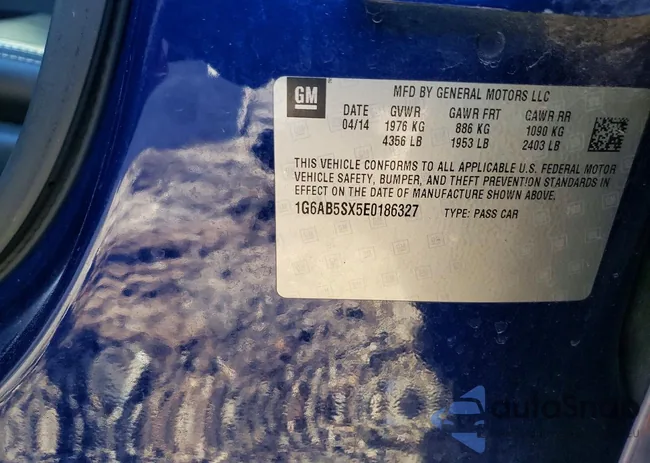 GM
MFD BY GENERAL MOTORS LLC
DATE GVWR GAWR FRT GAWR RR
04/14 1976 KG 886 KG 1090 KG
4356 LB 1953 LB 2403 LB
THIS VEHICLE CONFORMS TO ALL APPLICABLE U.S. FEDERAL MOTOR
VEHICLE SAFETY, BUMPER, AND THEFT PREVENTION STANDARDS IN
EFFECT ON THE DATE OF MANUFACTURE SHOWN ABOVE.
1G6AB5SX5E0186327 TYPE: PASS CAR
autoSnap